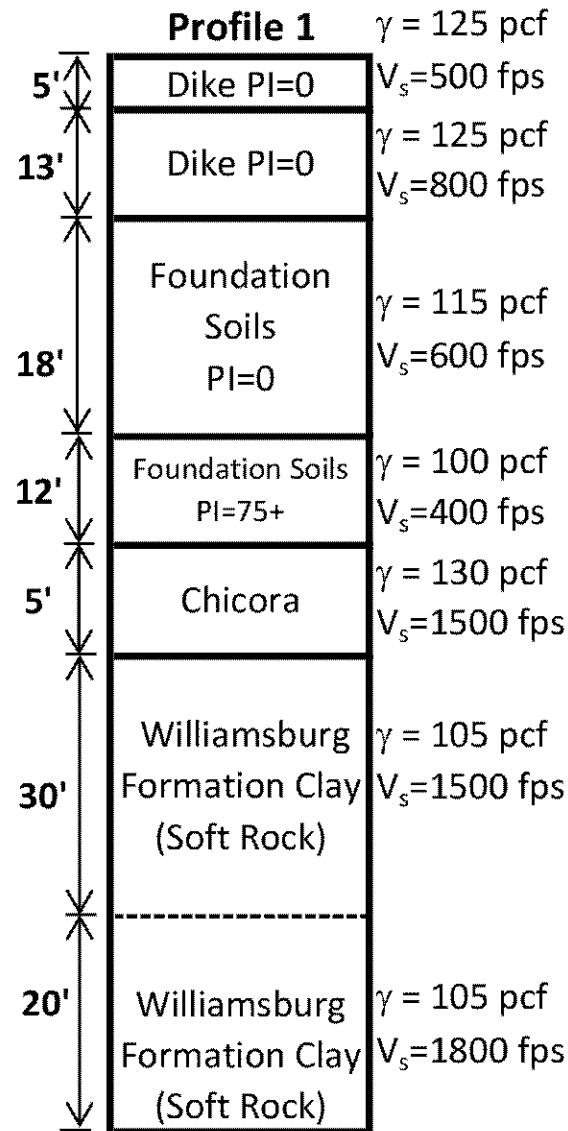 Profile 1
γ = 125 pcf
5'
Dike PI=0
Vₛ=500 fps
13'
Dike PI=0
γ = 125 pcf
Vₛ=800 fps
18'
Foundation
Soils
PI=0
γ = 115 pcf
Vₛ=600 fps
12'
Foundation Soils
PI=75+
γ = 100 pcf
Vₛ=400 fps
5'
Chicora
γ = 130 pcf
Vₛ=1500 fps
30'
Williamsburg
Formation Clay
(Soft Rock)
γ = 105 pcf
Vₛ=1500 fps
20'
Williamsburg
Formation Clay
(Soft Rock)
γ = 105 pcf
Vₛ=1800 fps